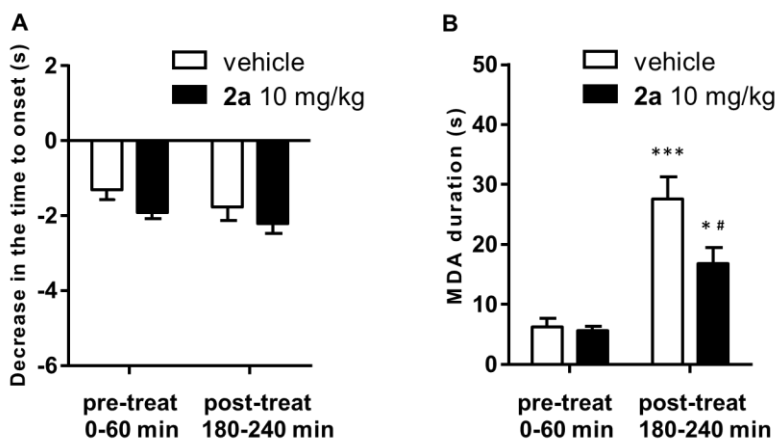 A
Decrease in the time to onset (s)
2
0
-2
-4
-6
vehicle
2a 10 mg/kg
pre-treat
0-60 min
post-treat
180-240 min
B
MDA duration (s)
50
40
30
20
10
0
vehicle
2a 10 mg/kg
***
* #
pre-treat
0-60 min
post-treat
180-240 min